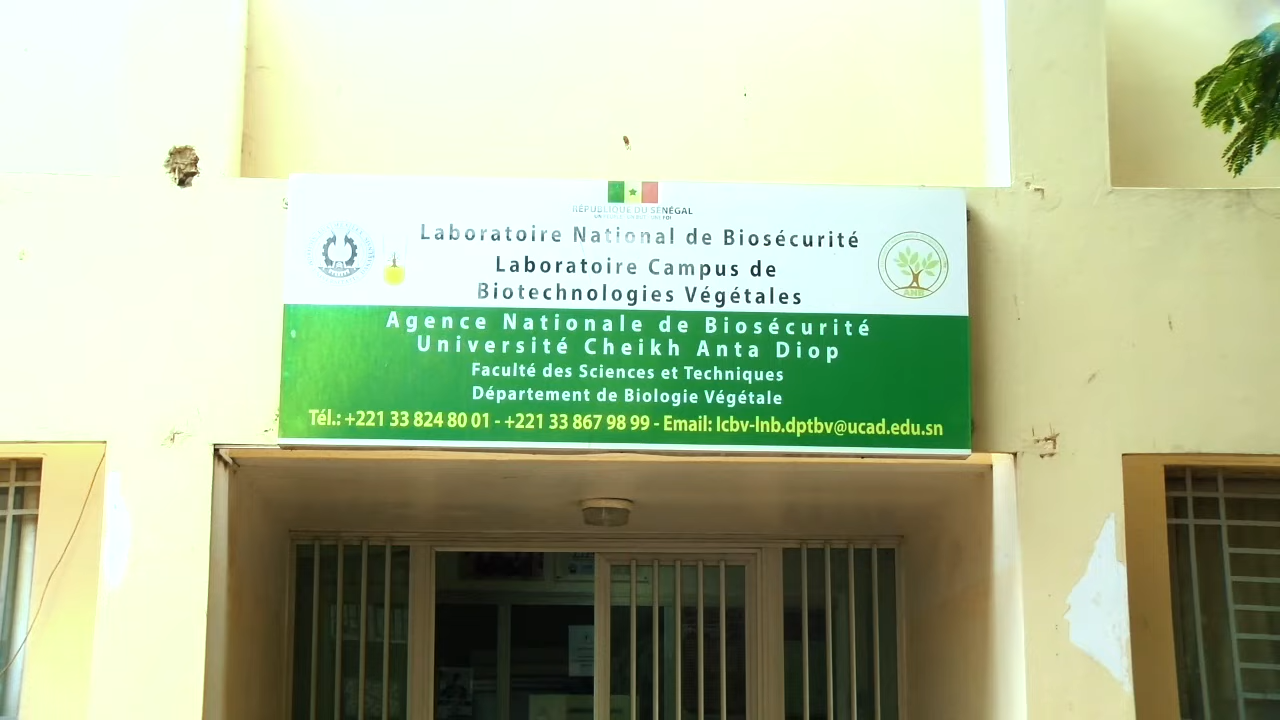 RÉPUBLIQUE DU SÉNÉGAL
Laboratoire National de Biosécurité
Laboratoire Campus de
Biotechnologies Végétales
ANB
Agence Nationale de Biosécurité
Université Cheikh Anta Diop
Faculté des Sciences et Techniques
Département de Biologie Végétale
Tél.: +221 33 824 80 01 - +221 33 867 98 99 - Email: lcbv-lnb.dptbv@ucad.edu.sn